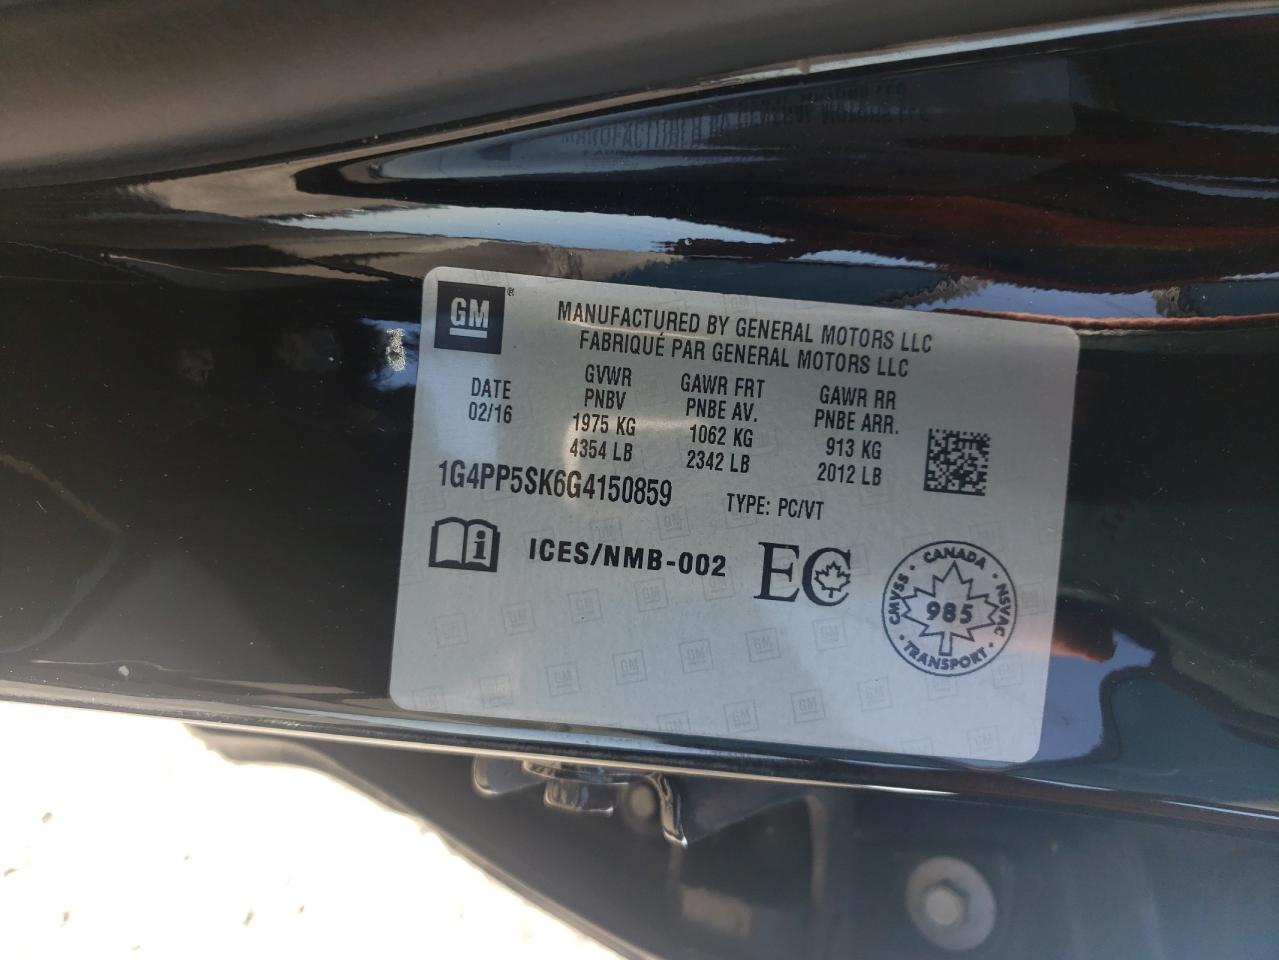 GM®
MANUFACTURED BY GENERAL MOTORS LLC
FABRIQUÉ PAR GENERAL MOTORS LLC
DATE
02/16
GVWR
PNBV
1975 KG
4354 LB
GAWR FRT
PNBE AV.
1062 KG
2342 LB
GAWR RR
PNBE ARR.
913 KG
2012 LB
1G4PP5SK6G4150859
TYPE: PC/VT
i
ICES/NMB-002
EC
CANADA
CMVSS
985
NSVAC
TRANSPORT